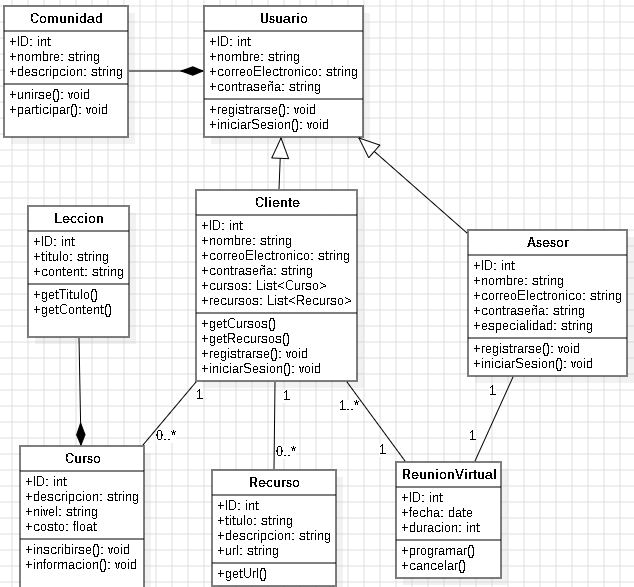 Comunidad
+ID: int
+nombre: string
+descripcion: string
+unirse(): void
+participar(): void
Usuario
+ID: int
+nombre: string
+correoElectronico: string
+contraseña: string
+registrarse(): void
+iniciarSesion(): void
Leccion
+ID: int
+titulo: string
+content: string
+getTitulo()
+getContent()
Cliente
+ID: int
+nombre: string
+correoElectronico: string
+contraseña: string
+cursos: List<Curso>
+recursos: List<Recurso>
+getCursos()
+getRecursos()
+registrarse(): void
+iniciarSesion(): void
Asesor
+ID: int
+nombre: string
+correoElectronico: string
+contraseña: string
+especialidad: string
+registrarse(): void
+iniciarSesion(): void
1
0..*
1
0..*
1..*
1
1
1
Curso
+ID: int
+descripcion: string
+nivel: string
+costo: float
+inscribirse(): void
+informacion(): void
Recurso
+ID: int
+titulo: string
+descripcion: string
+url: string
+getUrl()
ReunionVirtual
+ID: int
+fecha: date
+duracion: int
+programar()
+cancelar()